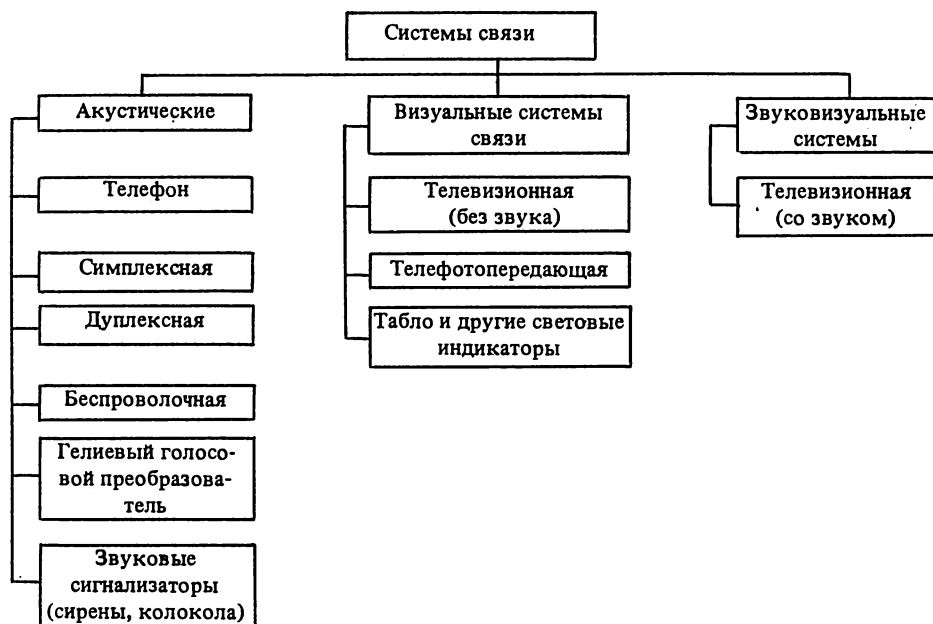 Системы связи
Акустические
Телефон
Симплексная
Дуплексная
Беспроволочная
Гелиевый голосо-
вой преобразова-
тель
Звуковые
сигнализаторы
(сирены, колокола)
Визуальные системы
связи
Телевизионная
(без звука)
Телефотопередающая
Табло и другие световые
индикаторы
Звуковизуальные
системы
Телевизионная
(со звуком)